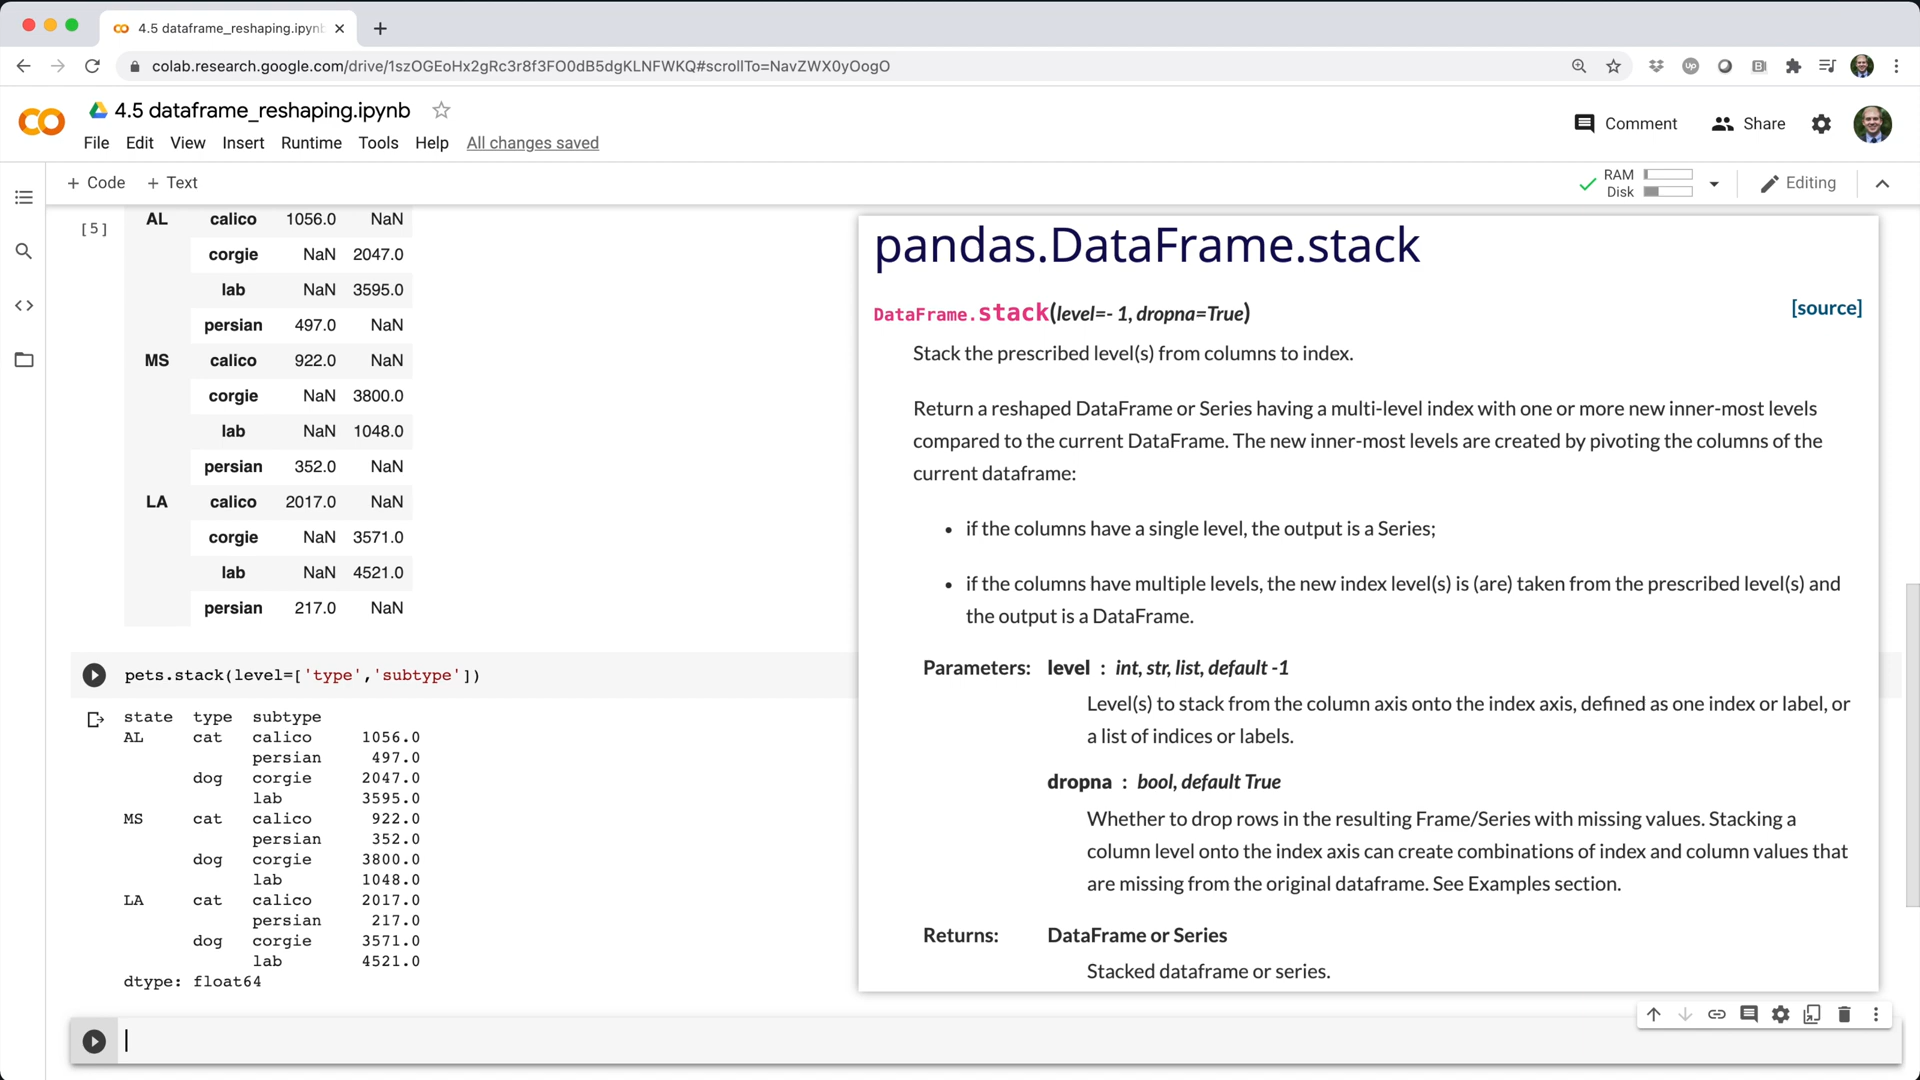 4.5 dataframe_reshaping.ipynb
colab.research.google.com/drive/1szOGEoHx2gRc3r8f3FO0dB5dgKLNFWKQ#scrollTo=NavZWX0yOogO
4.5 dataframe_reshaping.ipynb
File Edit View Insert Runtime Tools Help All changes saved
Comment Share
+ Code + Text
RAM
Disk
Editing
[5]
AL calico 1056.0 NaN
corgie NaN 2047.0
lab NaN 3595.0
persian 497.0 NaN
MS calico 922.0 NaN
corgie NaN 3800.0
lab NaN 1048.0
persian 352.0 NaN
LA calico 2017.0 NaN
corgie NaN 3571.0
lab NaN 4521.0
persian 217.0 NaN
pets.stack(level=['type','subtype'])
state type subtype
AL cat calico 1056.0
persian 497.0
dog corgie 2047.0
lab 3595.0
MS cat calico 922.0
persian 352.0
dog corgie 3800.0
lab 1048.0
LA cat calico 2017.0
persian 217.0
dog corgie 3571.0
lab 4521.0
dtype: float64
pandas.DataFrame.stack
DataFrame.stack(level=- 1, dropna=True) [source]
Stack the prescribed level(s) from columns to index.
Return a reshaped DataFrame or Series having a multi-level index with one or more new inner-most levels
compared to the current DataFrame. The new inner-most levels are created by pivoting the columns of the
current dataframe:
• if the columns have a single level, the output is a Series;
• if the columns have multiple levels, the new index level(s) is (are) taken from the prescribed level(s) and
the output is a DataFrame.
Parameters: level : int, str, list, default -1
Level(s) to stack from the column axis onto the index axis, defined as one index or label, or
a list of indices or labels.
dropna : bool, default True
Whether to drop rows in the resulting Frame/Series with missing values. Stacking a
column level onto the index axis can create combinations of index and column values that
are missing from the original dataframe. See Examples section.
Returns: DataFrame or Series
Stacked dataframe or series.